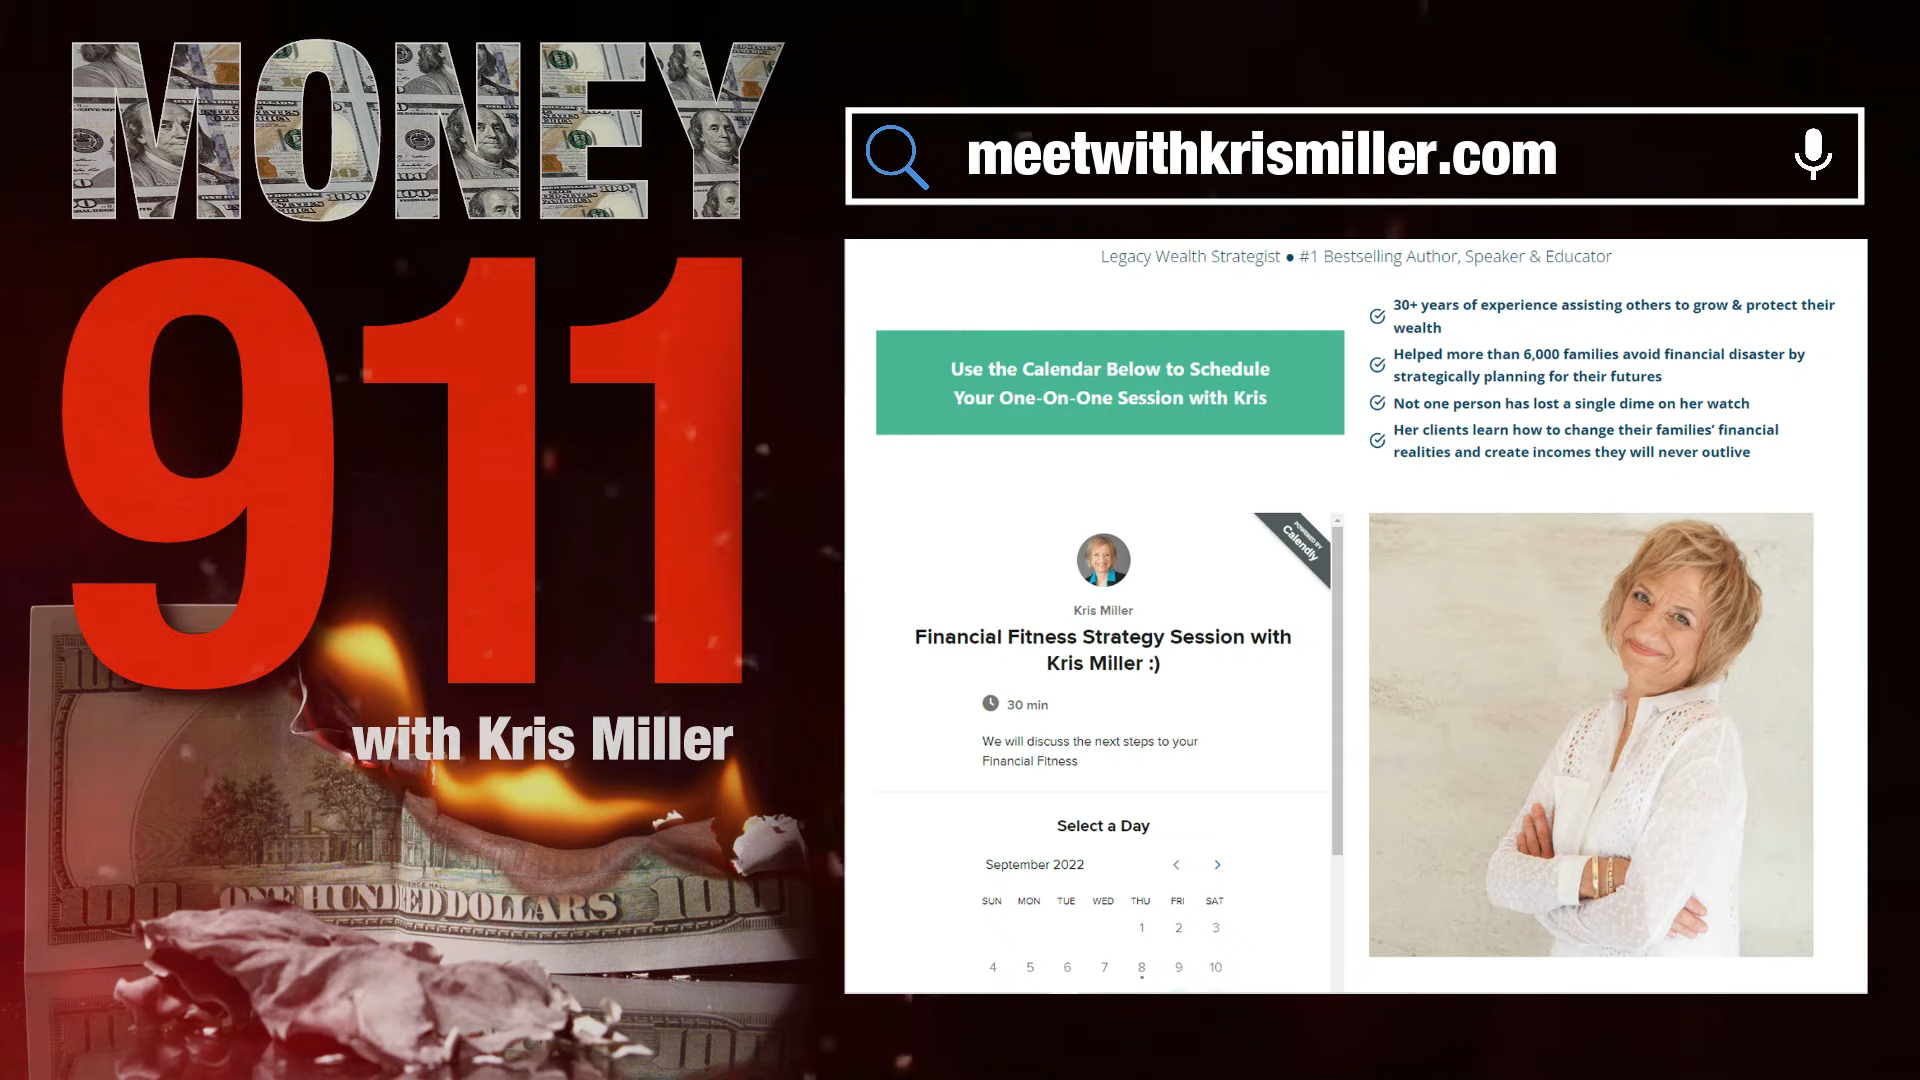 MONEY
911
with Kris Miller
100
100
ONE HUNDRED DOLLARS
100
meetwithkrismiller.com
Legacy Wealth Strategist ● #1 Bestselling Author, Speaker & Educator
Use the Calendar Below to Schedule
Your One-On-One Session with Kris
30+ years of experience assisting others to grow & protect their
wealth
Helped more than 6,000 families avoid financial disaster by
strategically planning for their futures
Not one person has lost a single dime on her watch
Her clients learn how to change their families’ financial
realities and create incomes they will never outlive
POWERED BY
Calendly
Kris Miller
Financial Fitness Strategy Session with
Kris Miller :)
30 min
We will discuss the next steps to your
Financial Fitness
Select a Day
September 2022
SUN MON TUE WED THU FRI SAT
1 2 3
4 5 6 7 8 9 10